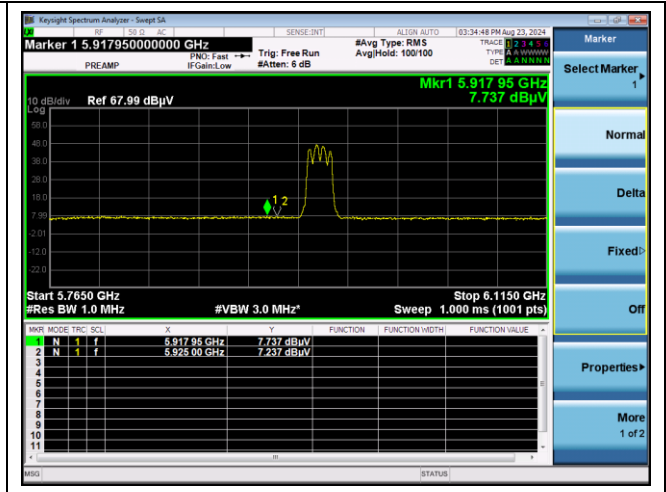 Keysight Spectrum Analyzer - Swept SA
RF 50 Ω AC SENSE:INT ALIGN AUTO 03:34:48 PM Aug 23, 2024
Marker 1 5.917950000000 GHz
PREAMP
PNO: Fast
IFGain:Low
Trig: Free Run
#Atten: 6 dB
#Avg Type: RMS
Avg|Hold: 100/100
TRACE 1 2 3 4 5 6
TYPE A A WWWW
DET A A N N N N
Mkr1 5.917 95 GHz
7.737 dBµV
10 dB/div Ref 67.99 dBµV
Log
58.0
48.0
38.0
28.0
18.0
7.99
-2.01
-12.0
-22.0
1 2
Start 5.7650 GHz Stop 6.1150 GHz
#Res BW 1.0 MHz #VBW 3.0 MHz* Sweep 1.000 ms (1001 pts)
MKR MODE TRC SCL X Y FUNCTION FUNCTION WIDTH FUNCTION VALUE
1 N 1 f 5.917 95 GHz 7.737 dBuV
2 N 1 f 5.925 00 GHz 7.237 dBuV
3
4
5
6
7
8
9
10
11
MSG STATUS
Marker
Select Marker
1
Normal
Delta
Fixed
Off
Properties
More
1 of 2